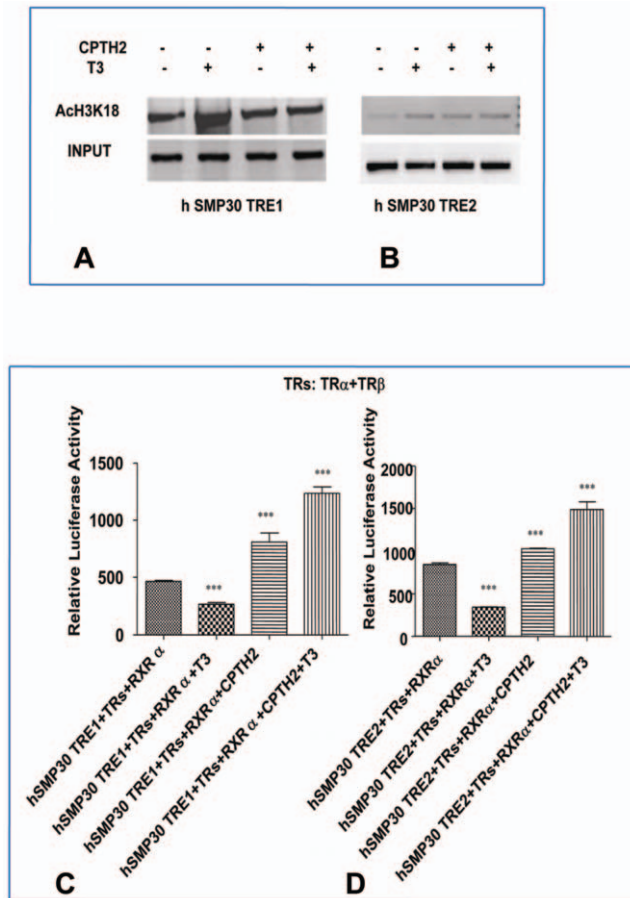 CPTH2 - - + +
T3 - + - +
- - + +
- + - +
AcH3K18
INPUT
h SMP30 TRE1
h SMP30 TRE2
A
B
TRs: TRα+TRβ
Relative Luciferase Activity
1500
1000
500
0
***
***
***
hSMP30 TRE1+TRs+RXR α
hSMP30 TRE1+TRs+RXR α+T3
hSMP30 TRE1+TRs+RXRα+CPTH2
hSMP30 TRE1+TRs+RXR α +CPTH2+T3
C
Relative Luciferase Activity
2000
1500
1000
500
0
***
***
***
hSMP30 TRE2+TRs+RXRα
hSMP30 TRE2+TRs+RXRα+T3
hSMP30 TRE2+TRs+RXRα+CPTH2
hSMP30 TRE2+TRs+RXRα+CPTH2+T3
D